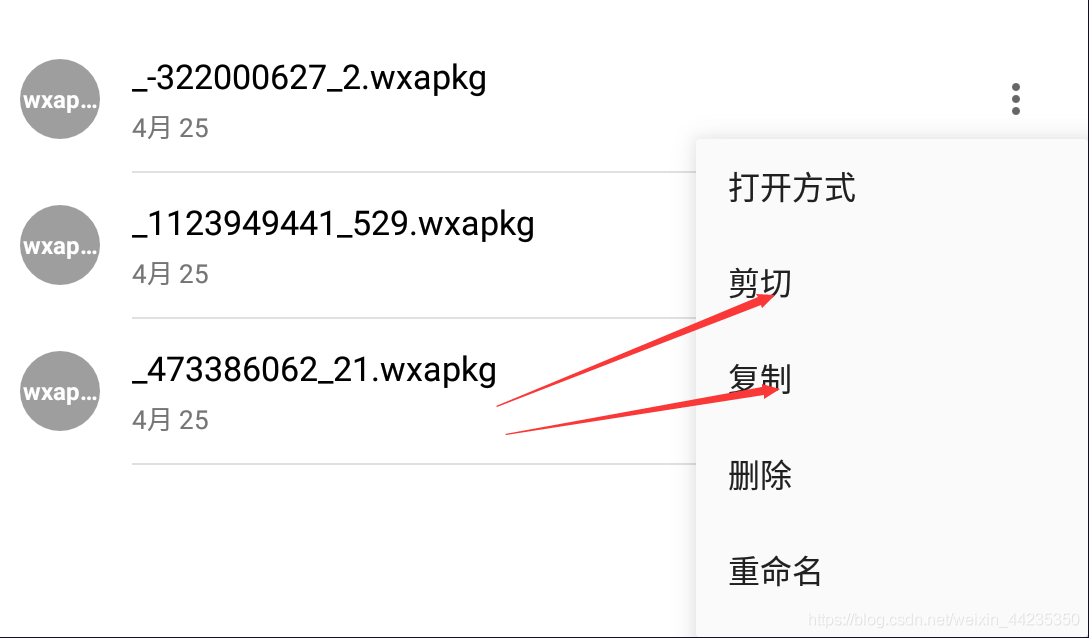 _-322000627_2.wxapkg
wxap...
4月 25
打开方式
_1123949441_529.wxapkg
wxap...
4月 25
剪切
_473386062_21.wxapkg
wxap...
4月 25
复制
删除
重命名
https://blog.csdn.net/weixin_44235350